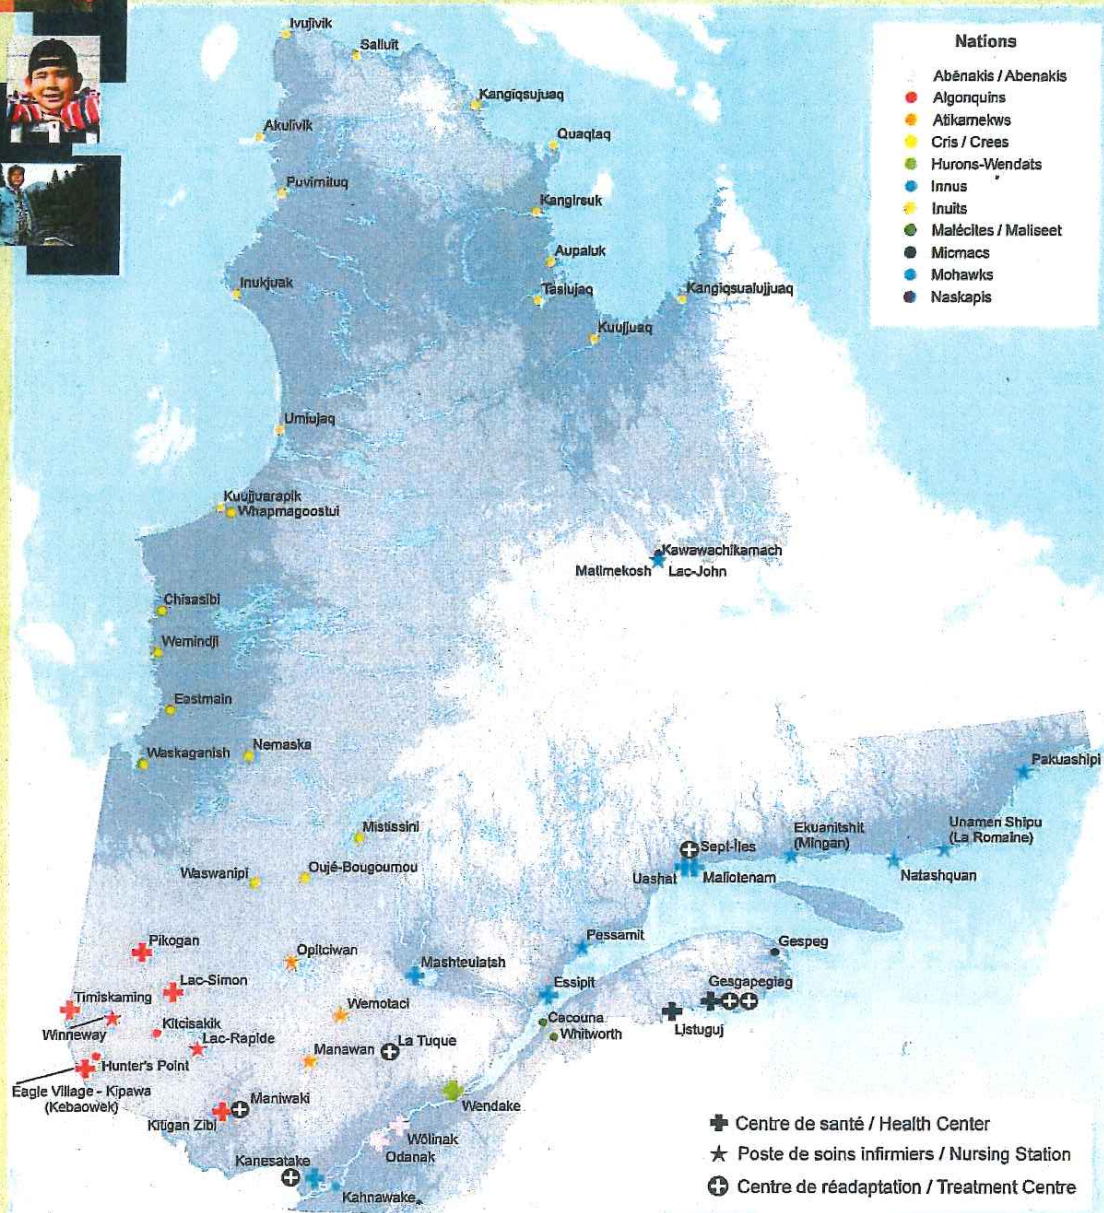 Nations
Abénakis / Abenakis
Algonquins
Atikamekws
Cris / Crees
Hurons-Wendats
Innus
Inuits
Malécites / Maliseet
Micmacs
Mohawks
Naskapis
Ivujivik
Salluit
Kangiqsujuaq
Akulivik
Quaqtaq
Puvirnituq
Kangirsuk
Aupaluk
Inukjuak
Tasiujaq
Kangiqsualujjuaq
Kuujjuaq
Umiujaq
Kuujjuarapik
Whapmagoostui
Kawawachikamach
Matimekosh
Lac-John
Chisasibi
Wemindji
Eastmain
Waskaganish
Nemaska
Pakuashipi
Mistissini
Unamen Shipu
(La Romaine)
Ekuanitshit
(Mingan)
Sept-Îles
Waswanipi
Oujé-Bougoumou
Uashat
Maliotenam
Natashquan
Pikogan
Opitciwan
Mashteuiatsh
Pessamit
Gespeg
Lac-Simon
Essipit
Gesgapegiag
Timiskaming
Wemotaci
Winneway
Kitcisakik
Cacouna
Listuguj
Lac-Rapide
Manawan
La Tuque
Whitworth
Hunter's Point
Eagle Village - Kipawa
(Kebaowek)
Maniwaki
Kitigan Zibi
Wendake
Wôlinak
Odanak
Kanesatake
Kahnawake
Centre de santé / Health Center
Poste de soins infirmiers / Nursing Station
Centre de réadaptation / Treatment Centre